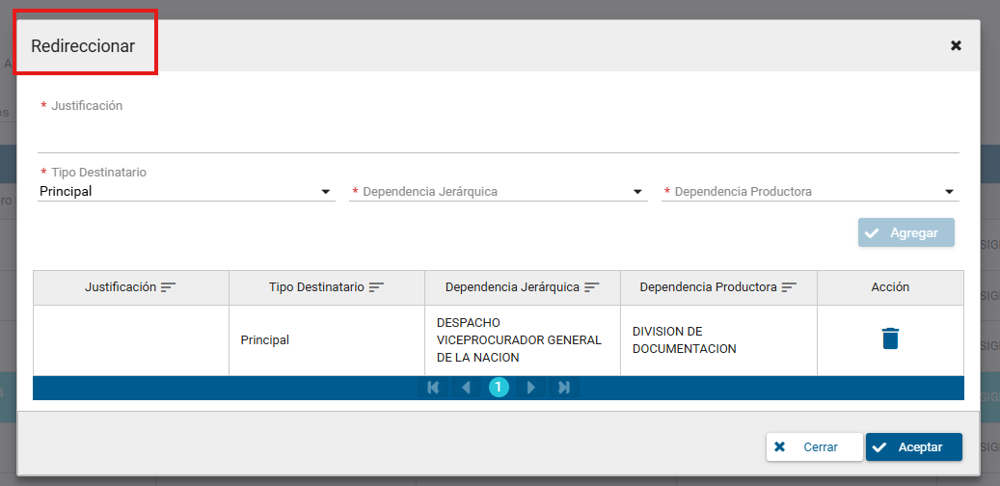 Redireccionar
* Justificación
* Tipo Destinatario
Principal
* Dependencia Jerárquica
* Dependencia Productora
Agregar
Justificación
Tipo Destinatario
Dependencia Jerárquica
Dependencia Productora
Acción
Principal
DESPACHO
VICEPROCURADOR GENERAL
DE LA NACION
DIVISION DE
DOCUMENTACION
1
Cerrar
Aceptar